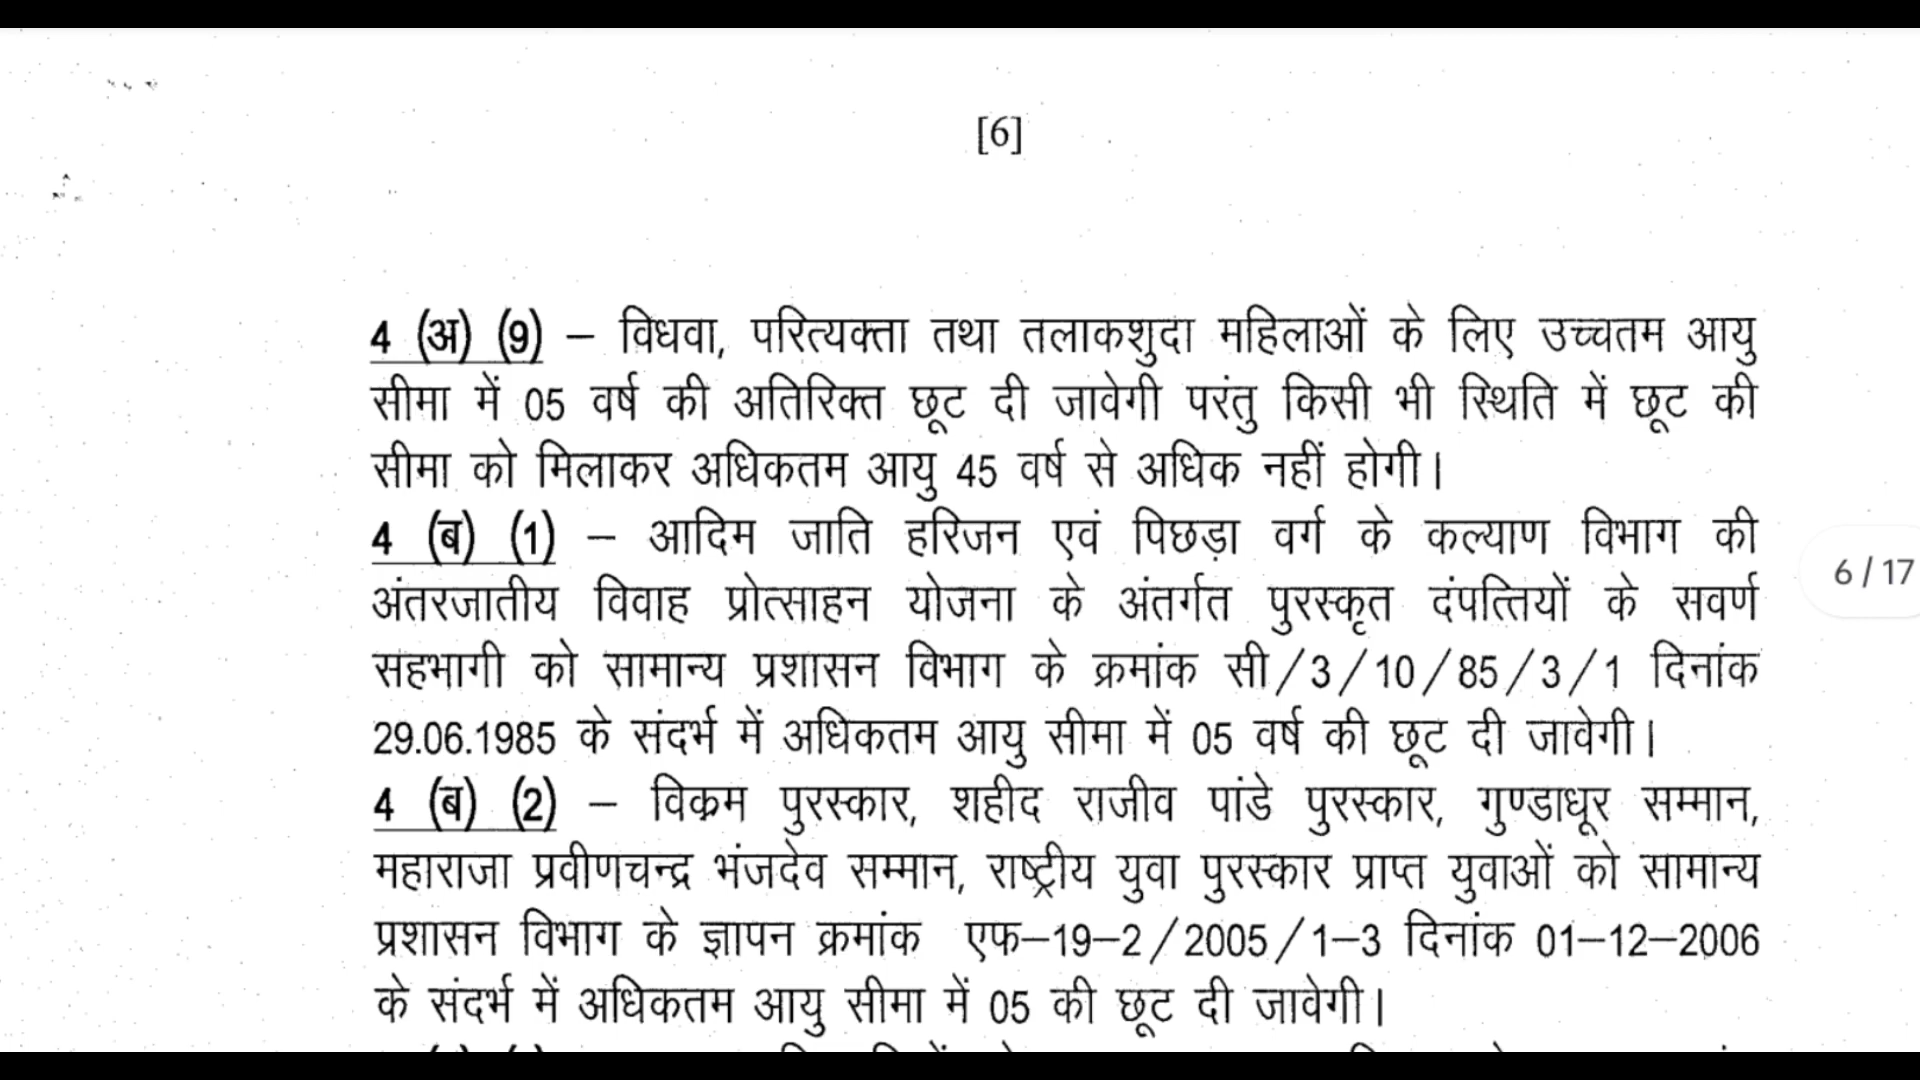 [6]
4 (अ) (9) – विधवा, परित्यक्ता तथा तलाकशुदा महिलाओं के लिए उच्चतम आयु
सीमा में 05 वर्ष की अतिरिक्त छूट दी जावेगी परंतु किसी भी स्थिति में छूट की
सीमा को मिलाकर अधिकतम आयु 45 वर्ष से अधिक नहीं होगी।
4 (ब) (1) – आदिम जाति हरिजन एवं पिछड़ा वर्ग के कल्याण विभाग की
अंतरजातीय विवाह प्रोत्साहन योजना के अंतर्गत पुरस्कृत दंपत्तियों के सवर्ण
सहभागी को सामान्य प्रशासन विभाग के क्रमांक सी/3/10/85/3/1 दिनांक
29.06.1985 के संदर्भ में अधिकतम आयु सीमा में 05 वर्ष की छूट दी जावेगी।
6/17
4 (ब) (2) – विक्रम पुरस्कार, शहीद राजीव पांडे पुरस्कार, गुण्डाधूर सम्मान,
महाराजा प्रवीणचन्द्र भंजदेव सम्मान, राष्ट्रीय युवा पुरस्कार प्राप्त युवाओं को सामान्य
प्रशासन विभाग के ज्ञापन क्रमांक एफ–19–2/2005/1–3 दिनांक 01–12–2006
के संदर्भ में अधिकतम आयु सीमा में 05 की छूट दी जावेगी।